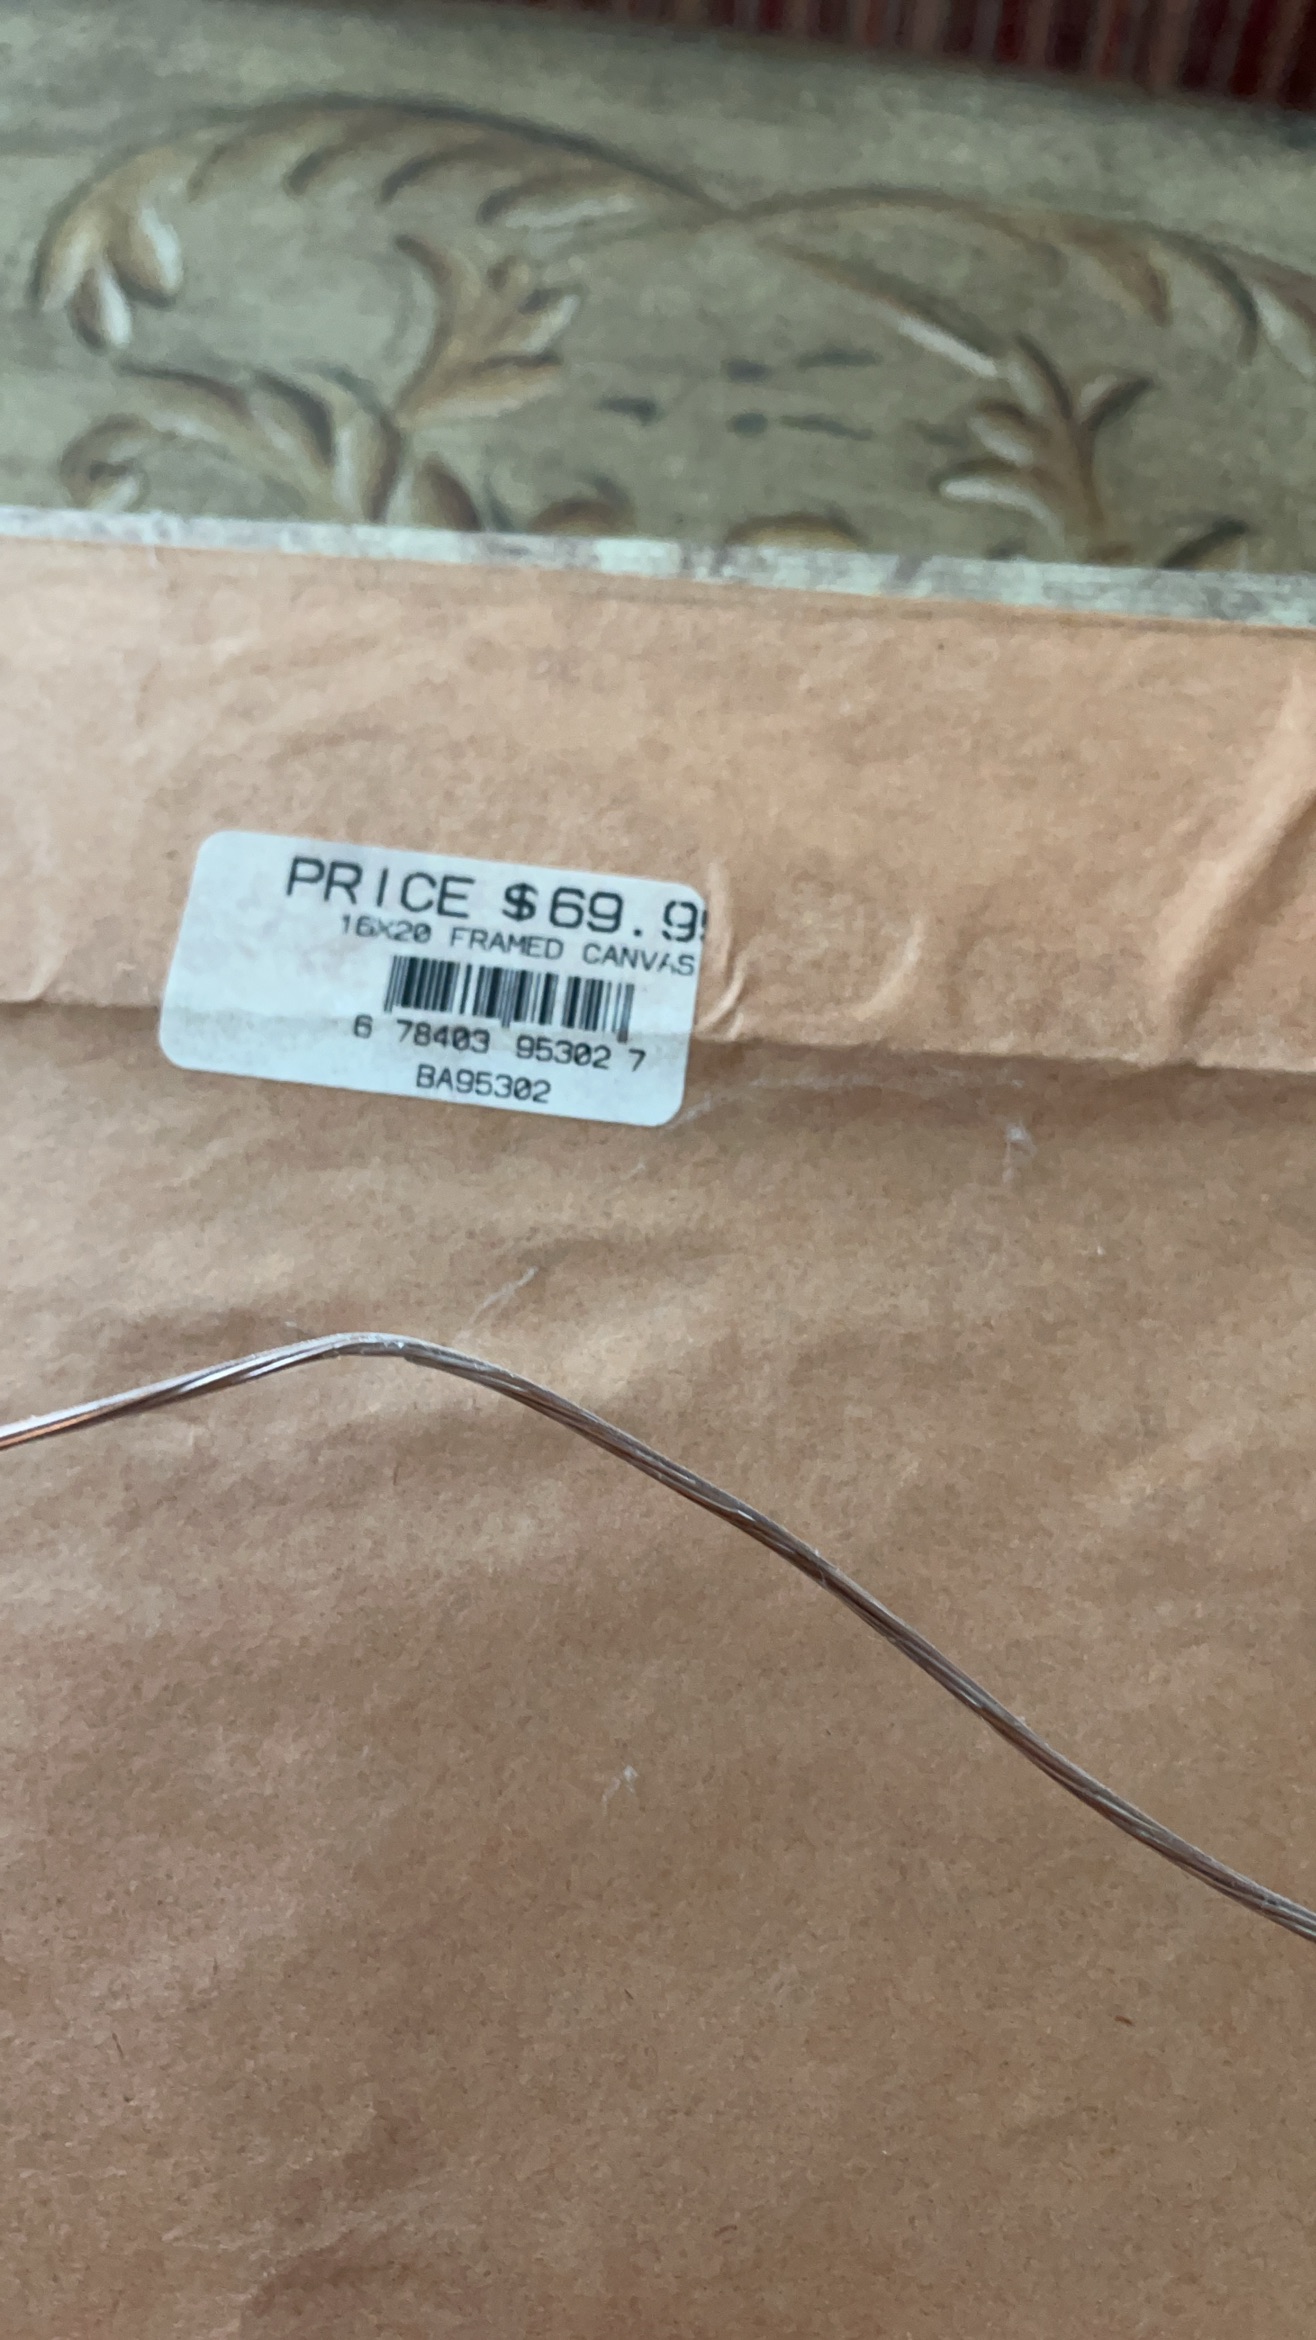 PRICE $69.9
16X20 FRAMED CANVAS
6 78403 95302 7
BA95302